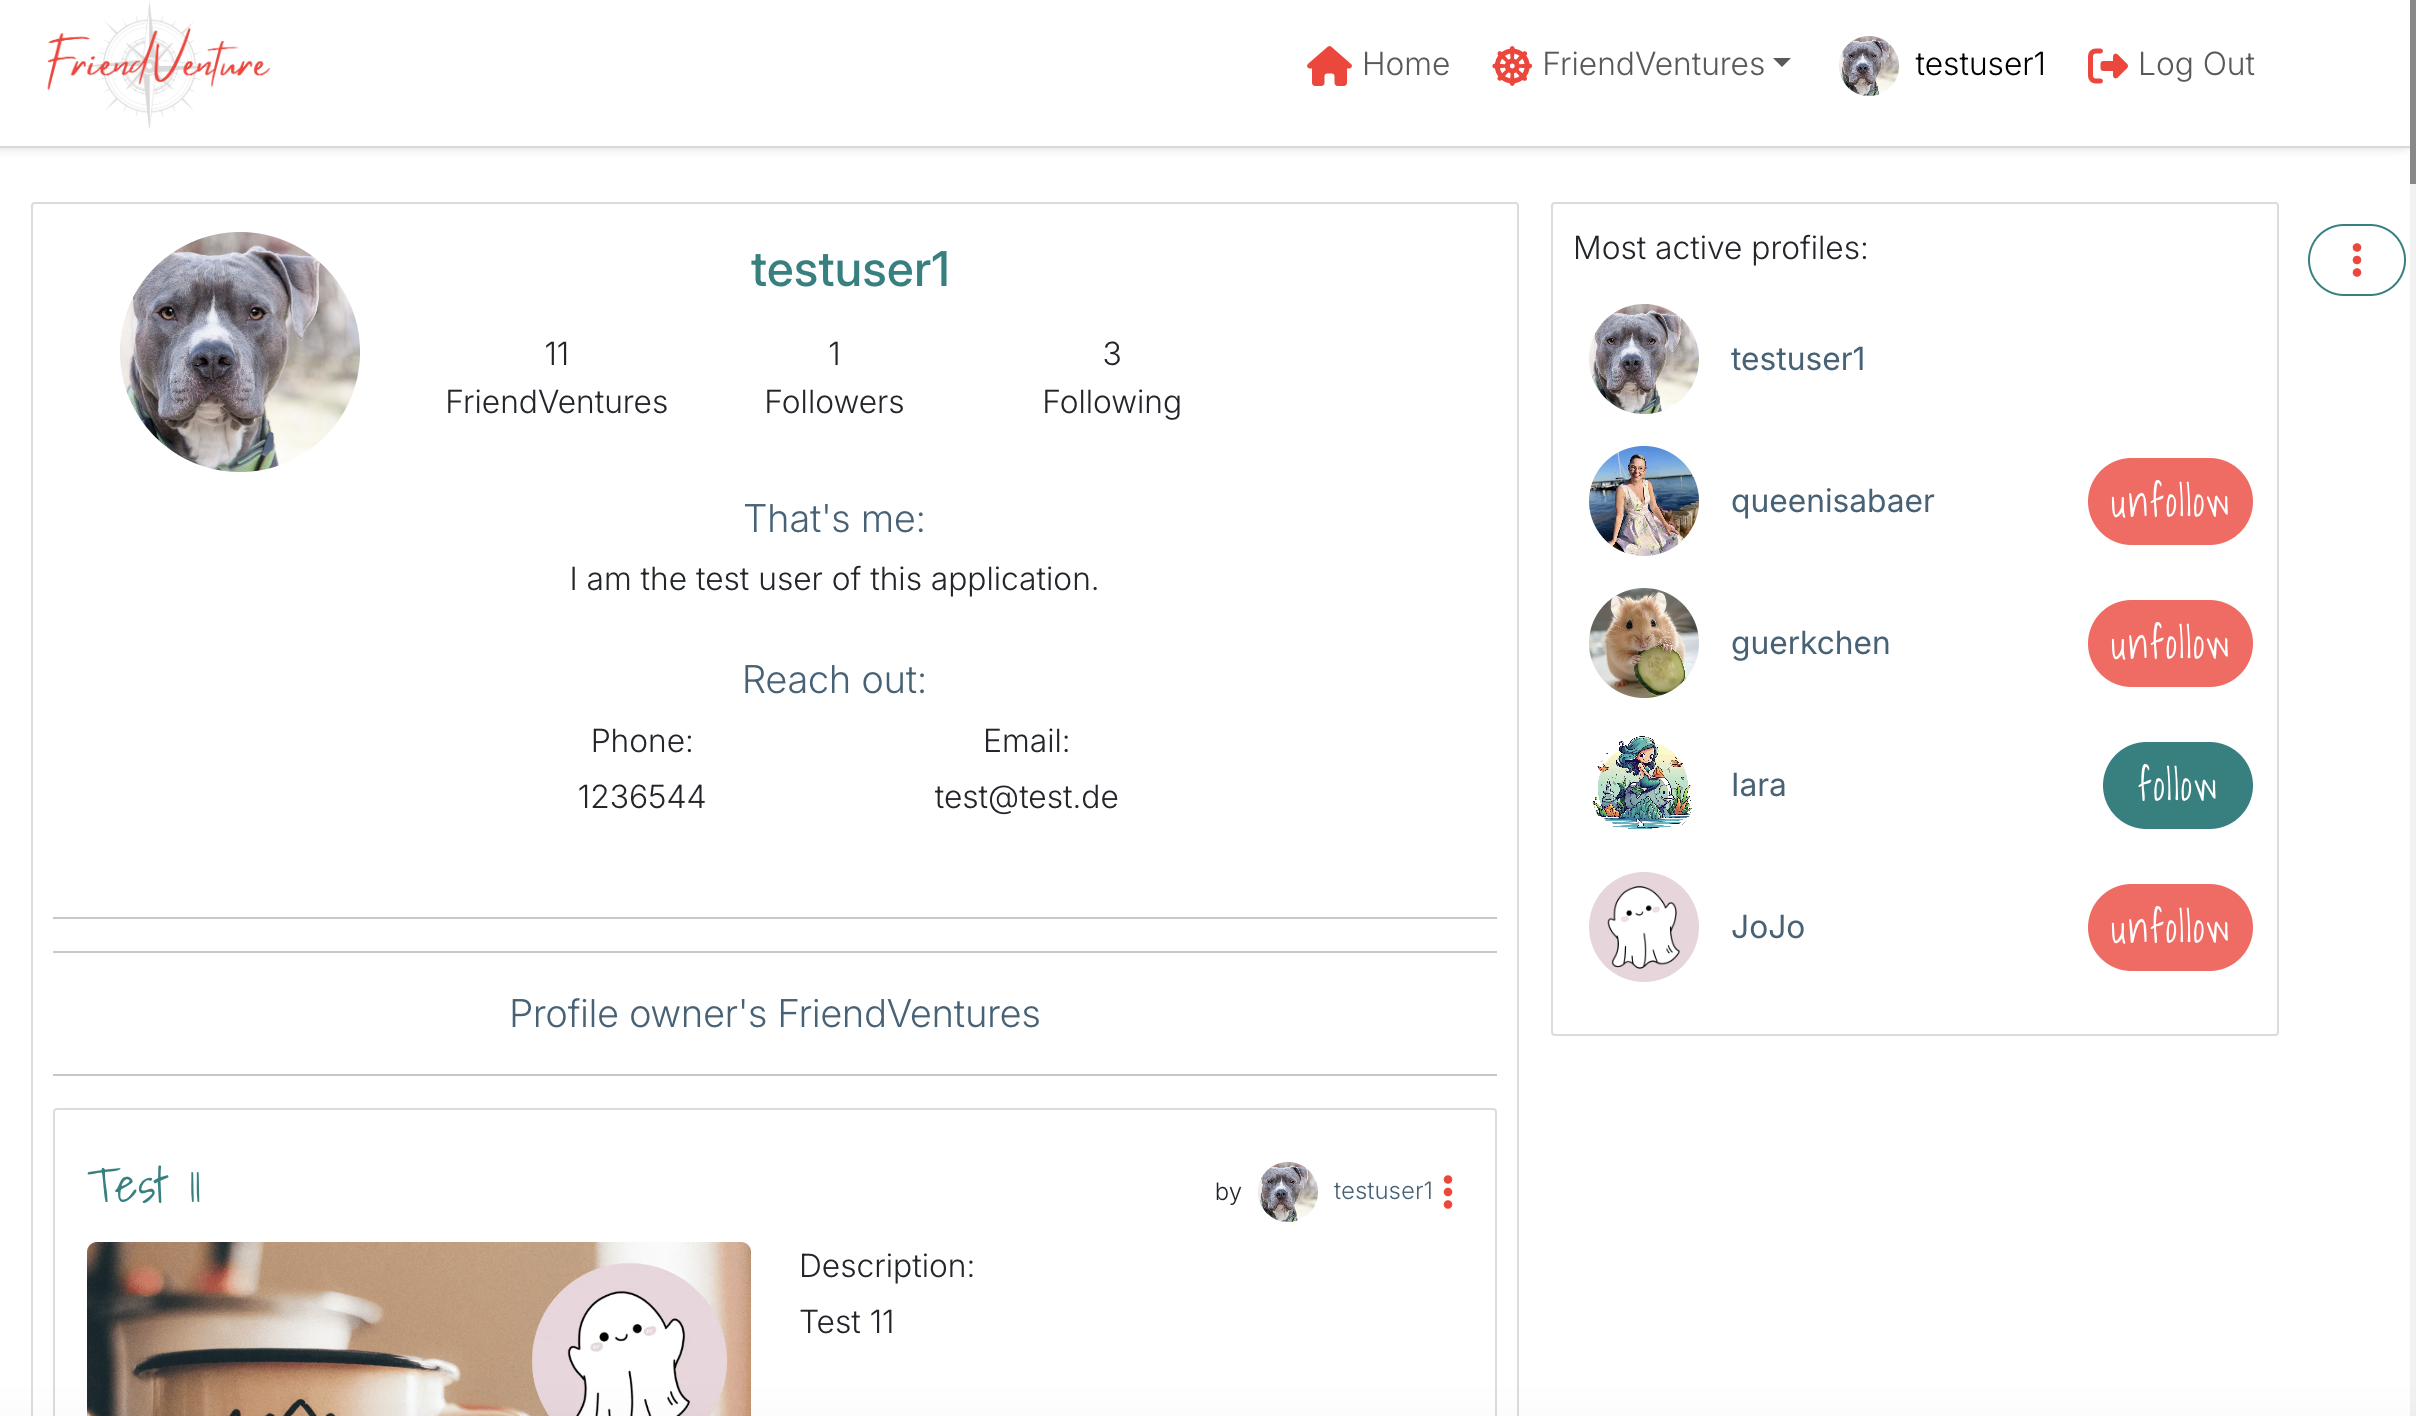 FriendVenture
Home
FriendVentures
testuser1
Log Out
testuser1
11
FriendVentures
1
Followers
3
Following
That's me:
I am the test user of this application.
Reach out:
Phone:
1236544
Email:
test@test.de
Profile owner's FriendVentures
Test 11
by
testuser1
Description:
Test 11
Most active profiles:
testuser1
queenisabaer
unfollow
guerkchen
unfollow
lara
follow
JoJo
unfollow